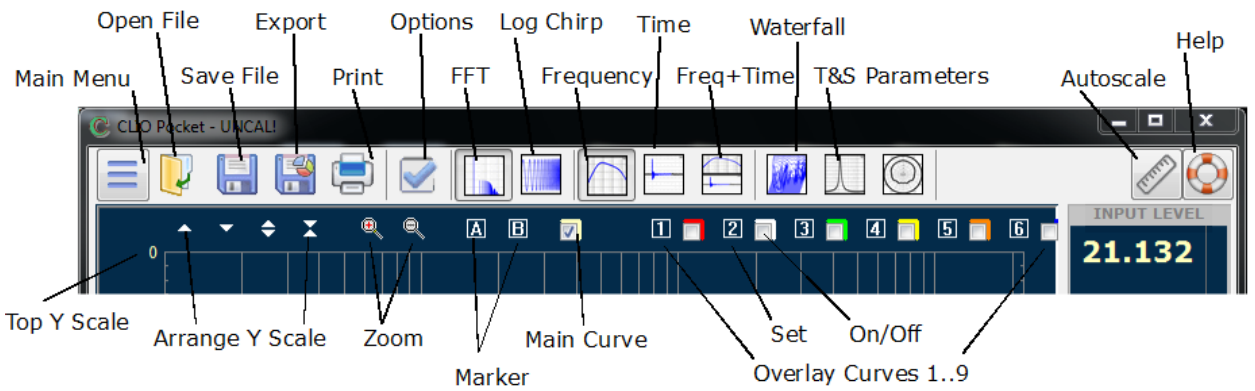 Open File Export Options Log Chirp Time Waterfall Help
Main Menu Save File Print FFT Frequency Freq+Time T&S Parameters Autoscale
CLIO Pocket - UNCAL!
INPUT LEVEL
A B 1 2 3 4 5 6
0
21.132
Top Y Scale Arrange Y Scale Zoom Main Curve Set On/Off
Marker Overlay Curves 1..9